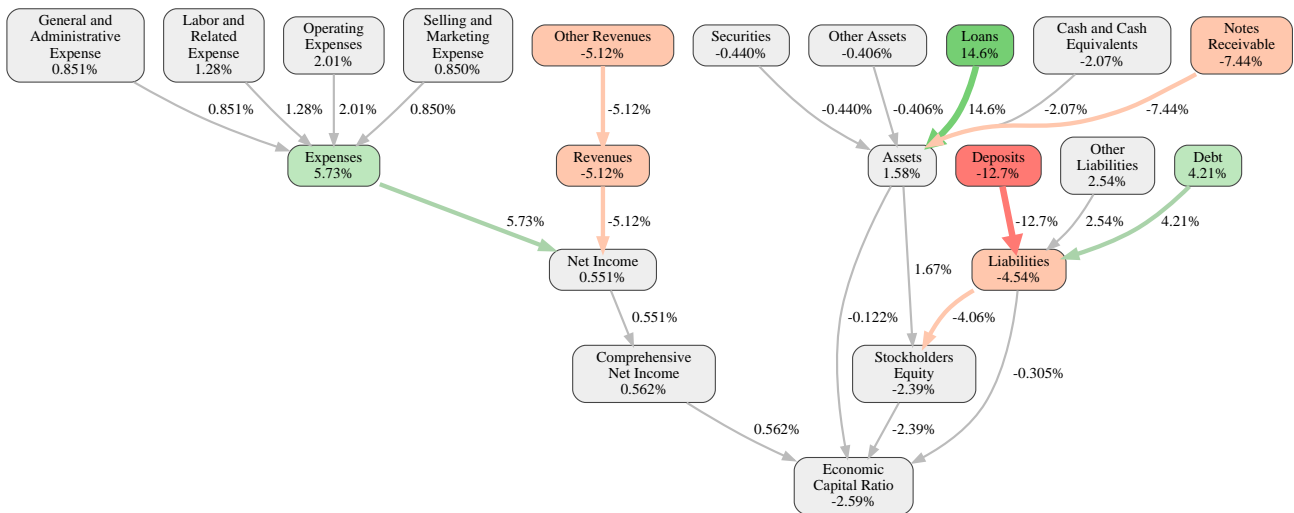 General and
Administrative
Expense
0.851%
Labor and
Related
Expense
1.28%
Operating
Expenses
2.01%
Selling and
Marketing
Expense
0.850%
Other Revenues
-5.12%
Securities
-0.440%
Other Assets
-0.406%
Loans
14.6%
Cash and Cash
Equivalents
-2.07%
Notes
Receivable
-7.44%
0.851%
1.28%
2.01%
0.850%
-5.12%
-0.440%
-0.406%
14.6%
-2.07%
-7.44%
Expenses
5.73%
Revenues
-5.12%
Assets
1.58%
Deposits
-12.7%
Other
Liabilities
2.54%
Debt
4.21%
5.73%
-5.12%
-12.7%
2.54%
4.21%
Net Income
0.551%
1.67%
Liabilities
-4.54%
0.551%
-0.122%
-4.06%
Comprehensive
Net Income
0.562%
Stockholders
Equity
-2.39%
-0.305%
0.562%
-2.39%
Economic
Capital Ratio
-2.59%